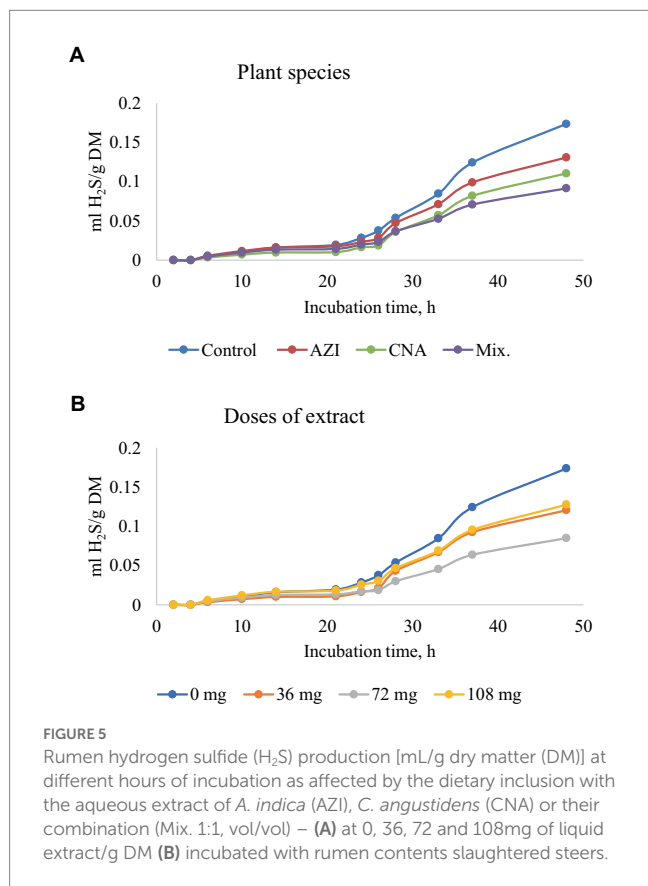 A
Plant species
ml H₂S/g DM
0.2
0.15
0.1
0.05
0
0 10 20 30 40 50
Incubation time, h
Control AZI CNA Mix.
B
Doses of extract
ml H₂S/g DM
0.2
0.15
0.1
0.05
0
0 10 20 30 40 50
Incubation time, h
0 mg 36 mg 72 mg 108 mg
FIGURE 5
Rumen hydrogen sulfide (H₂S) production [mL/g dry matter (DM)] at
different hours of incubation as affected by the dietary inclusion with
the aqueous extract of A. indica (AZI), C. angustidens (CNA) or their
combination (Mix. 1:1, vol/vol) – (A) at 0, 36, 72 and 108mg of liquid
extract/g DM (B) incubated with rumen contents slaughtered steers.